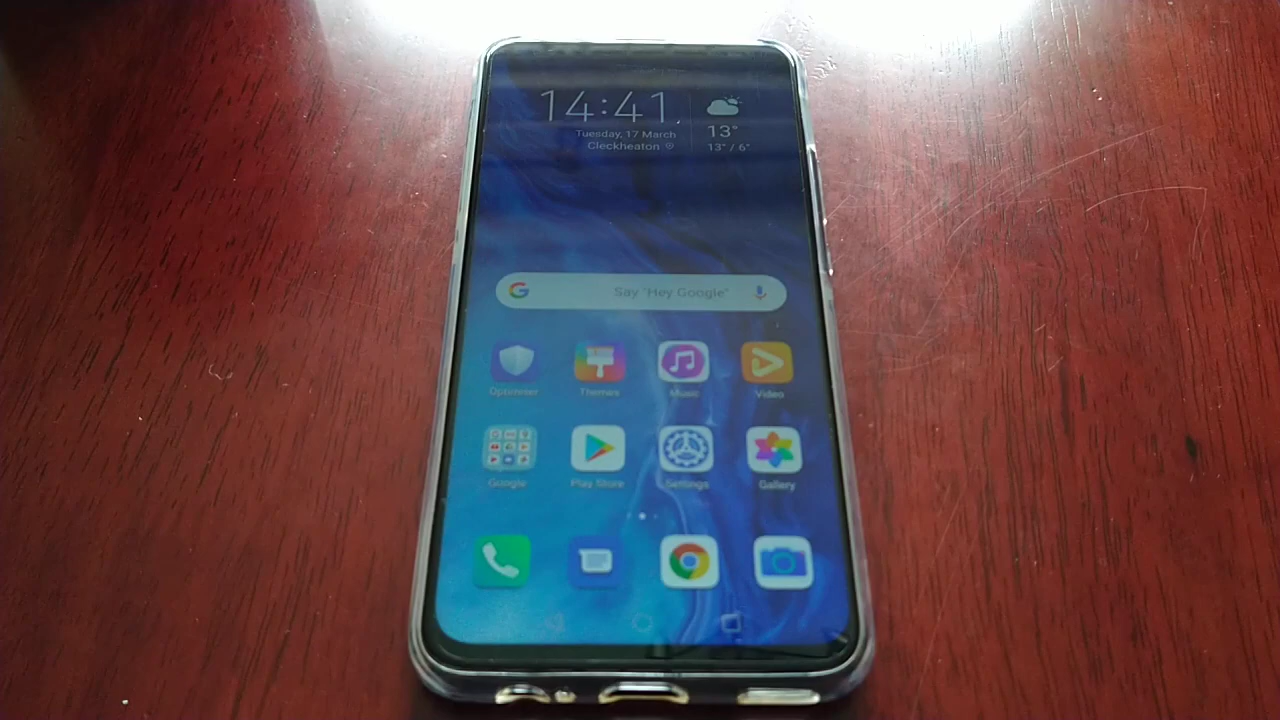 14:41
Tuesday, 17 March
Cleckheaton
13°
13° / 6°
G
Say "Hey Google"
Optimiser
Themes
Music
Video
Google
Play Store
Settings
Gallery